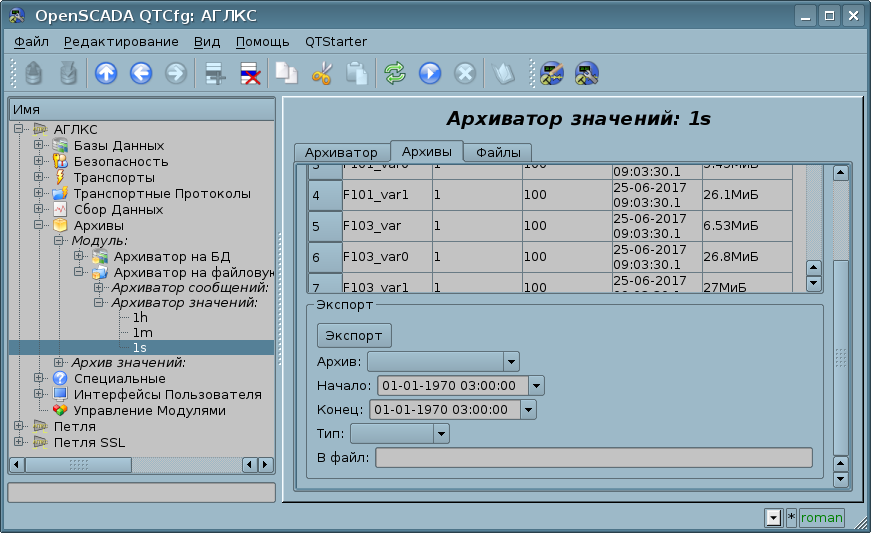 OpenSCADA QTCfg: АГЛКС
Файл Редактирование Вид Помощь QTStarter
Имя
АГЛКС
Базы Данных
Безопасность
Транспорты
Транспортные Протоколы
Сбор Данных
Архивы
Модуль:
Архиватор на БД
Архиватор на файловую
Архиватор сообщений:
Архиватор значений:
1h
1m
1s
Архив значений:
Специальные
Интерфейсы Пользователя
Управление Модулями
Петля
Петля SSL
Архиватор значений: 1s
Архиватор Архивы Файлы
3 F101_var0 1 100 09:03:30.1 5.49МиБ
4 F101_var1 1 100 25-06-2017 09:03:30.1 26.1МиБ
5 F103_var 1 100 25-06-2017 09:03:30.1 6.53МиБ
6 F103_var0 1 100 25-06-2017 09:03:30.1 26.8МиБ
7 F103_var1 1 100 25-06-2017 27МиБ
Экспорт
Экспорт
Архив:
Начало: 01-01-1970 03:00:00
Конец: 01-01-1970 03:00:00
Тип:
В файл:
* roman